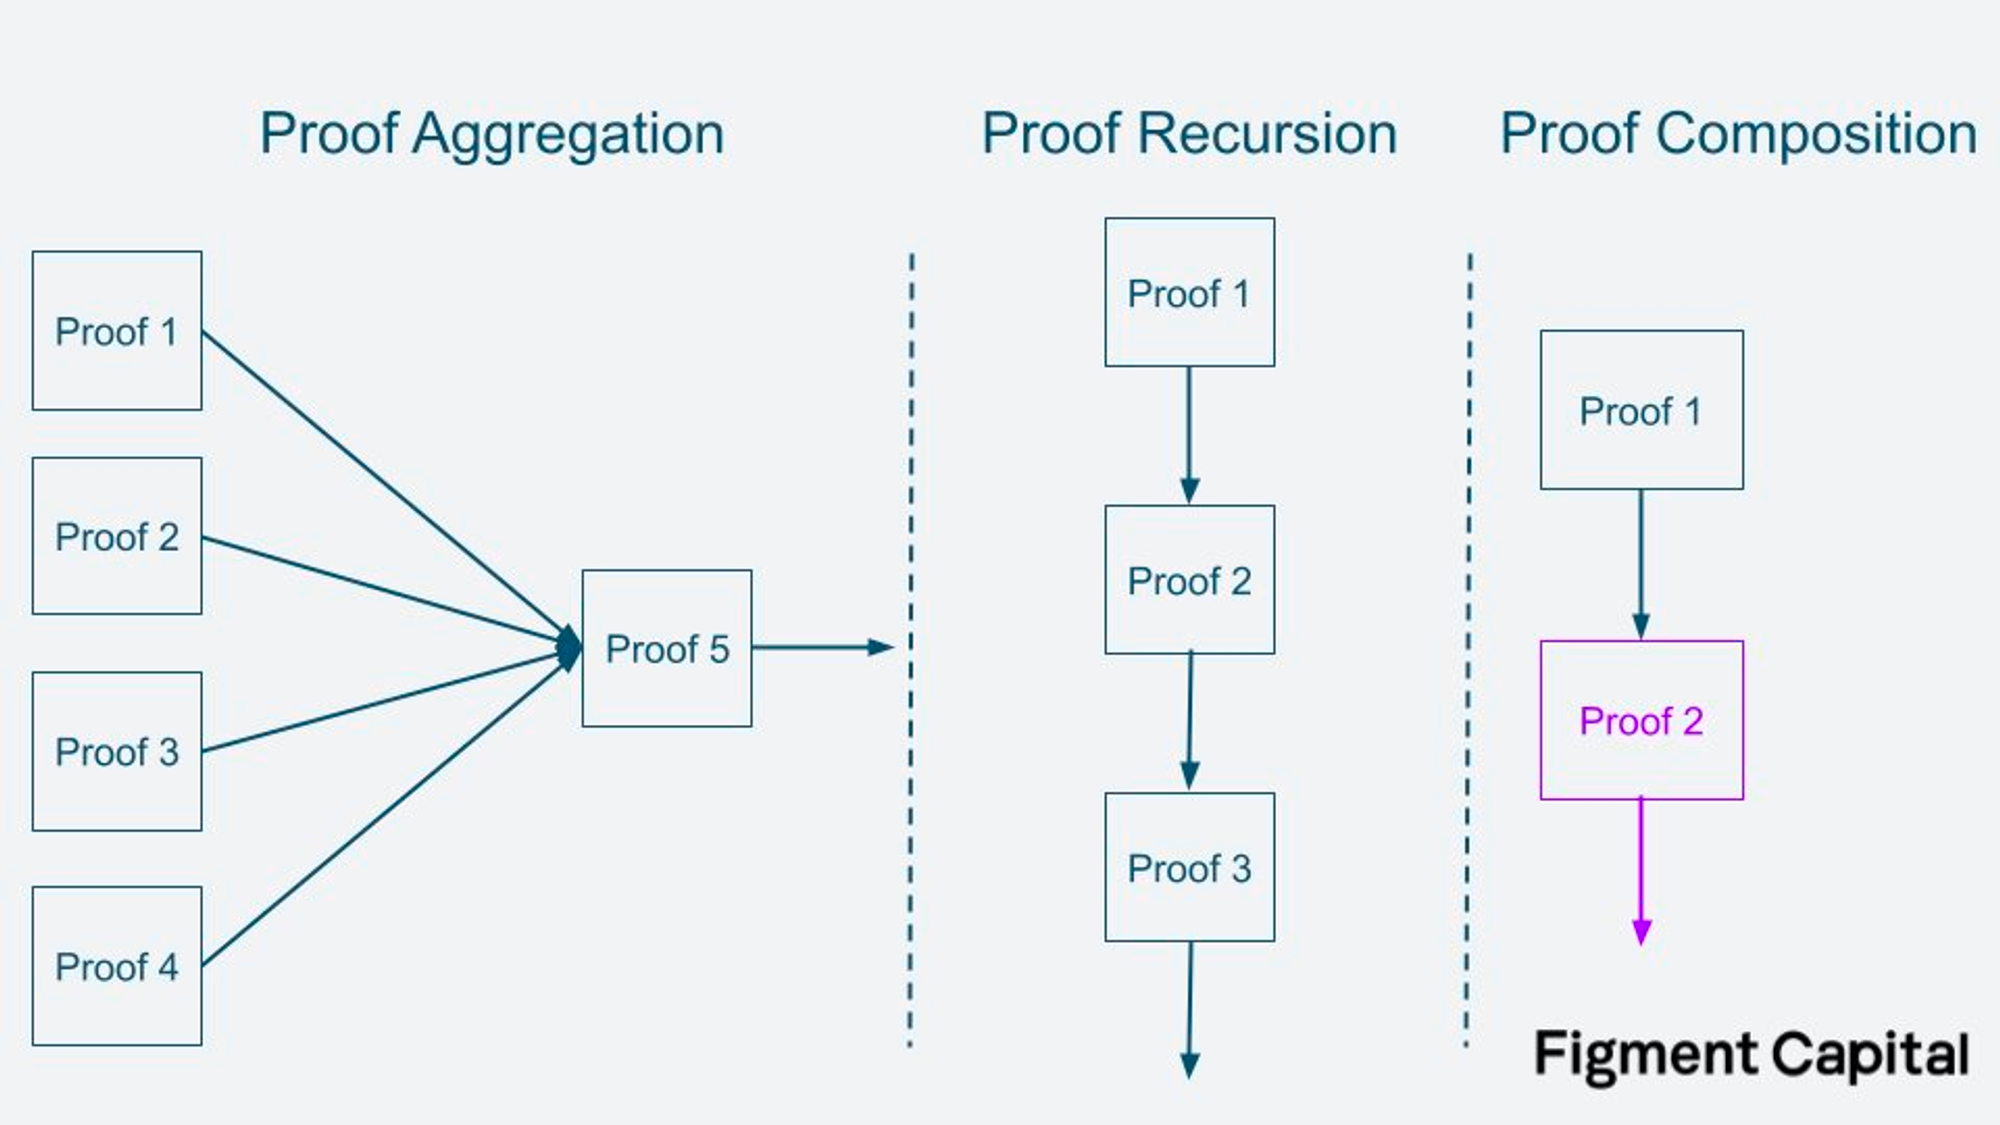 Proof Aggregation
Proof 1
Proof 2
Proof 3
Proof 4
Proof 5
Proof Recursion
Proof 1
Proof 2
Proof 3
Proof Composition
Proof 1
Proof 2
Figment Capital